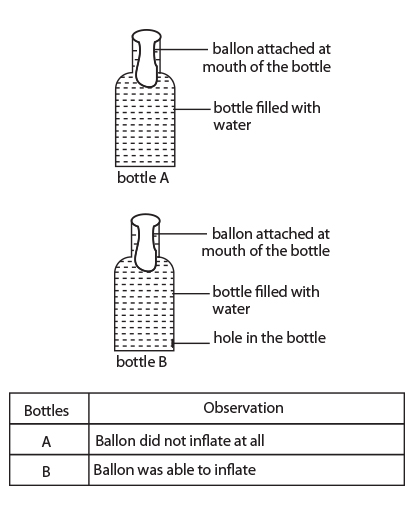 ballon attached at
mouth of the bottle
bottle filled with
water
bottle A
ballon attached at
mouth of the bottle
bottle filled with
water
hole in the bottle
bottle B
Bottles Observation
A Ballon did not inflate at all
B Ballon was able to inflate